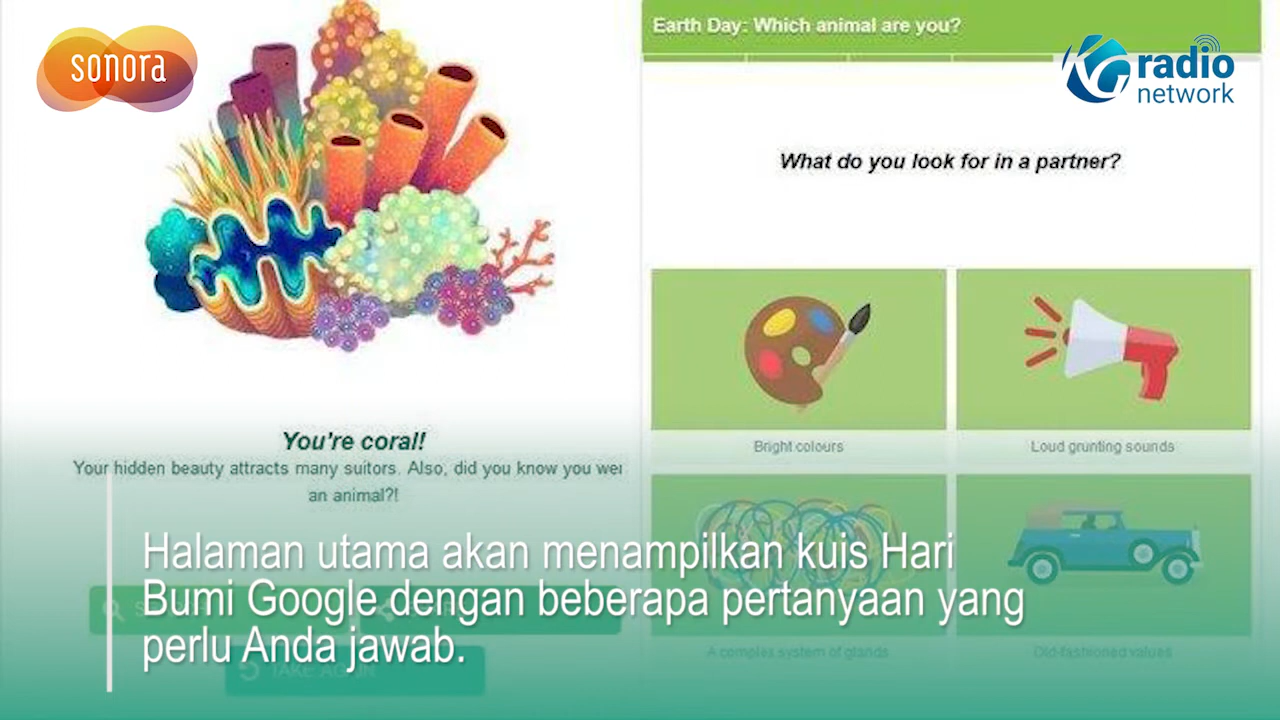 sonora
Earth Day: Which animal are you?
KG radio
network
What do you look for in a partner?
Bright colours
Loud grunting sounds
You're coral!
Your hidden beauty attracts many suitors. Also, did you know you wer
an animal?!
A complex system of glands
Old-fashioned values
Halaman utama akan menampilkan kuis Hari
Bumi Google dengan beberapa pertanyaan yang
perlu Anda jawab.
TAKE AGAIN